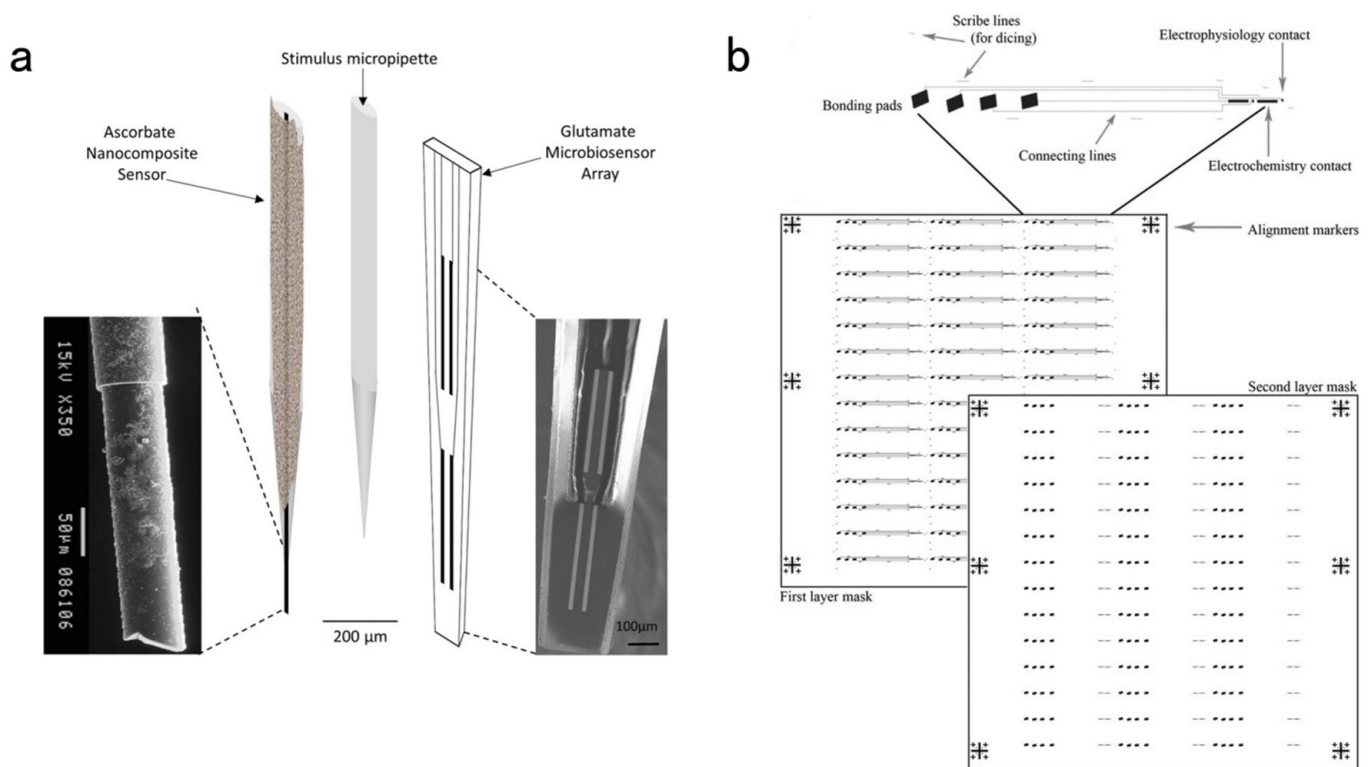 a
Stimulus micropipette
Ascorbate
Nanocomposite
Sensor
Glutamate
Microbiosensor
Array
15kV X350
50µm 086106
200 µm
100µm
b
Scribe lines
(for dicing)
Electrophysiology contact
Bonding pads
Connecting lines
Electrochemistry contact
Alignment markers
Second layer mask
First layer mask